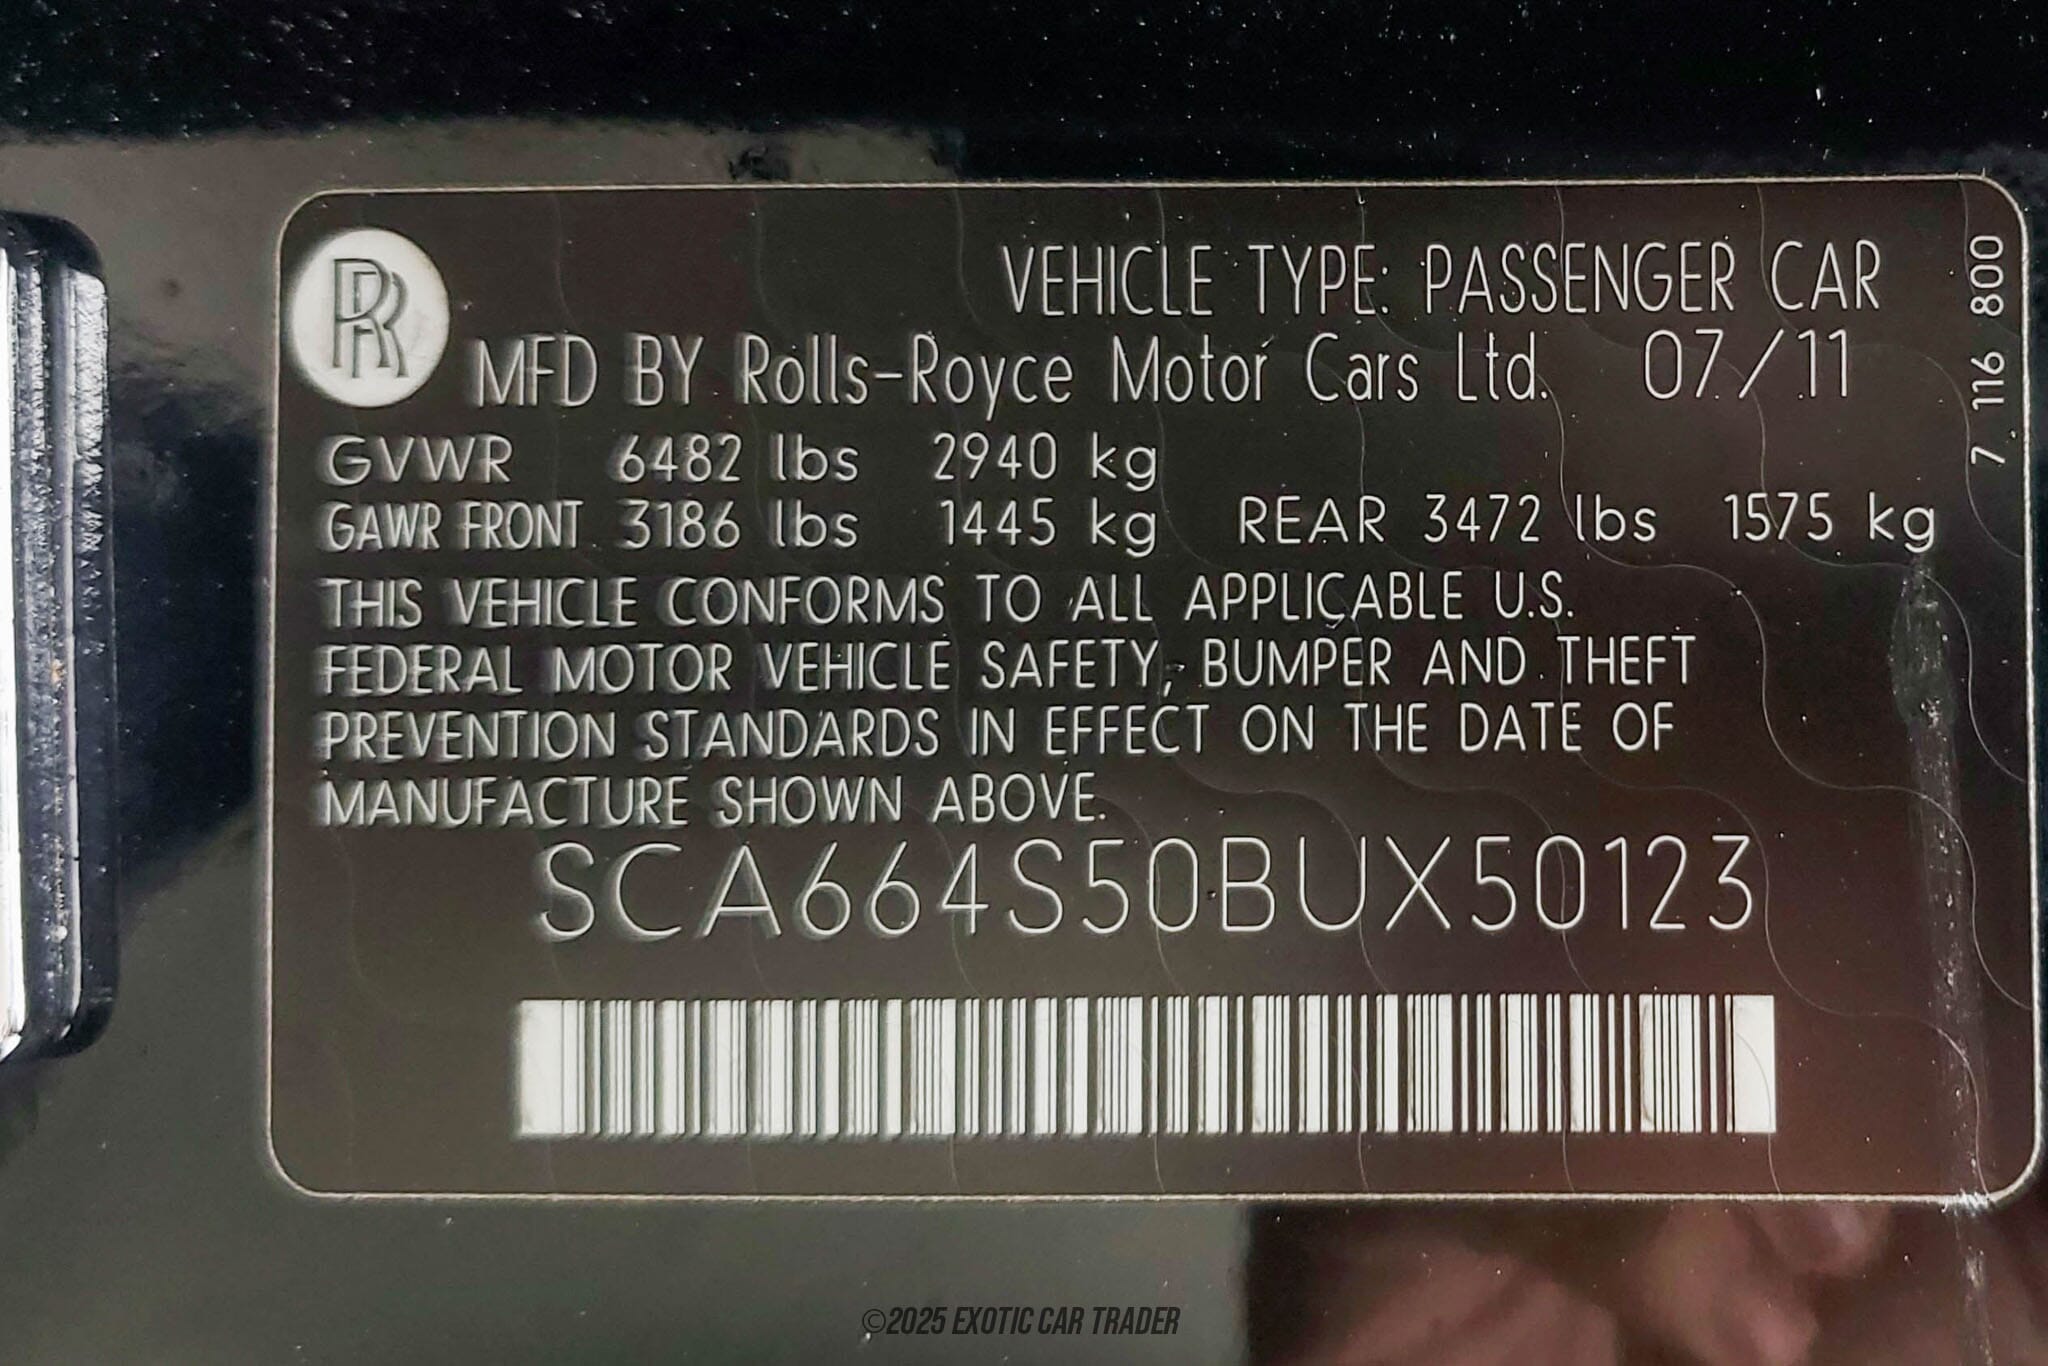 RR
VEHICLE TYPE: PASSENGER CAR
MFD BY Rolls-Royce Motor Cars Ltd. 07/11
GVWR 6482 lbs 2940 kg
GAWR FRONT 3186 lbs 1445 kg REAR 3472 lbs 1575 kg
THIS VEHICLE CONFORMS TO ALL APPLICABLE U.S.
FEDERAL MOTOR VEHICLE SAFETY, BUMPER AND THEFT
PREVENTION STANDARDS IN EFFECT ON THE DATE OF
MANUFACTURE SHOWN ABOVE.
SCA664S50BUX50123
7 116 800
©2025 EXOTIC CAR TRADER